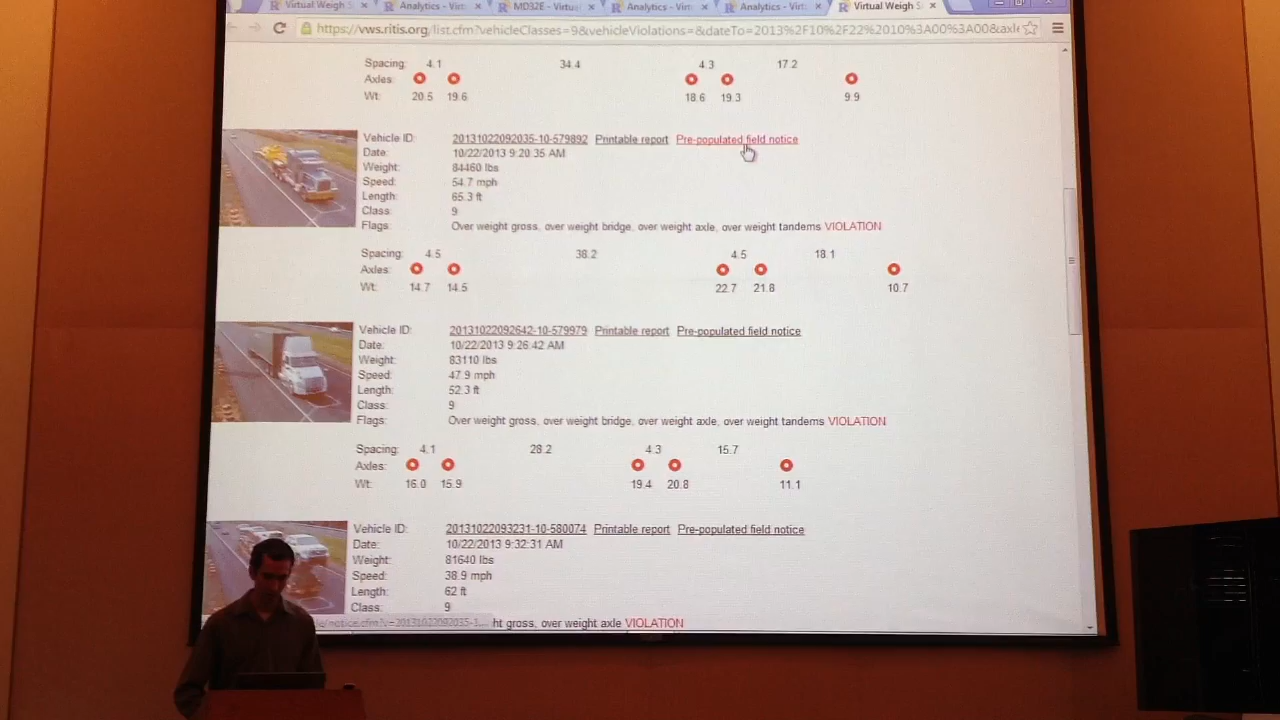 Virtual Weigh S
Analytics - Virt
MD32E - Virtual
Analytics - Virt
Analytics - Virt
Virtual Weigh S
https://vws.ritis.org/list.cfm?vehicleClasses=9&vehicleViolations=&dateTo=2013%2F10%2F22%2010%3A00%3A00&axle
Spacing: 4.1 34.4 4.3 17.2
Axles:
Wt: 20.5 19.6 18.6 19.3 9.9
Vehicle ID: 20131022092035-10-579892 Printable report Pre-populated field notice
Date: 10/22/2013 9:20:35 AM
Weight: 84460 lbs
Speed: 54.7 mph
Length: 65.3 ft
Class: 9
Flags: Over weight gross, over weight bridge, over weight axle, over weight tandems VIOLATION
Spacing: 4.5 38.2 4.5 18.1
Axles:
Wt: 14.7 14.5 22.7 21.8 10.7
Vehicle ID: 20131022092642-10-579979 Printable report Pre-populated field notice
Date: 10/22/2013 9:26:42 AM
Weight: 83110 lbs
Speed: 47.9 mph
Length: 52.3 ft
Class: 9
Flags: Over weight gross, over weight bridge, over weight axle, over weight tandems VIOLATION
Spacing: 4.1 28.2 4.3 15.7
Axles:
Wt: 16.0 15.9 19.4 20.8 11.1
Vehicle ID: 20131022093231-10-580074 Printable report Pre-populated field notice
Date: 10/22/2013 9:32:31 AM
Weight: 81640 lbs
Speed: 38.9 mph
Length: 62 ft
Class: 9
le/notice.cfm?v=20131022092035-1... ht gross, over weight axle VIOLATION